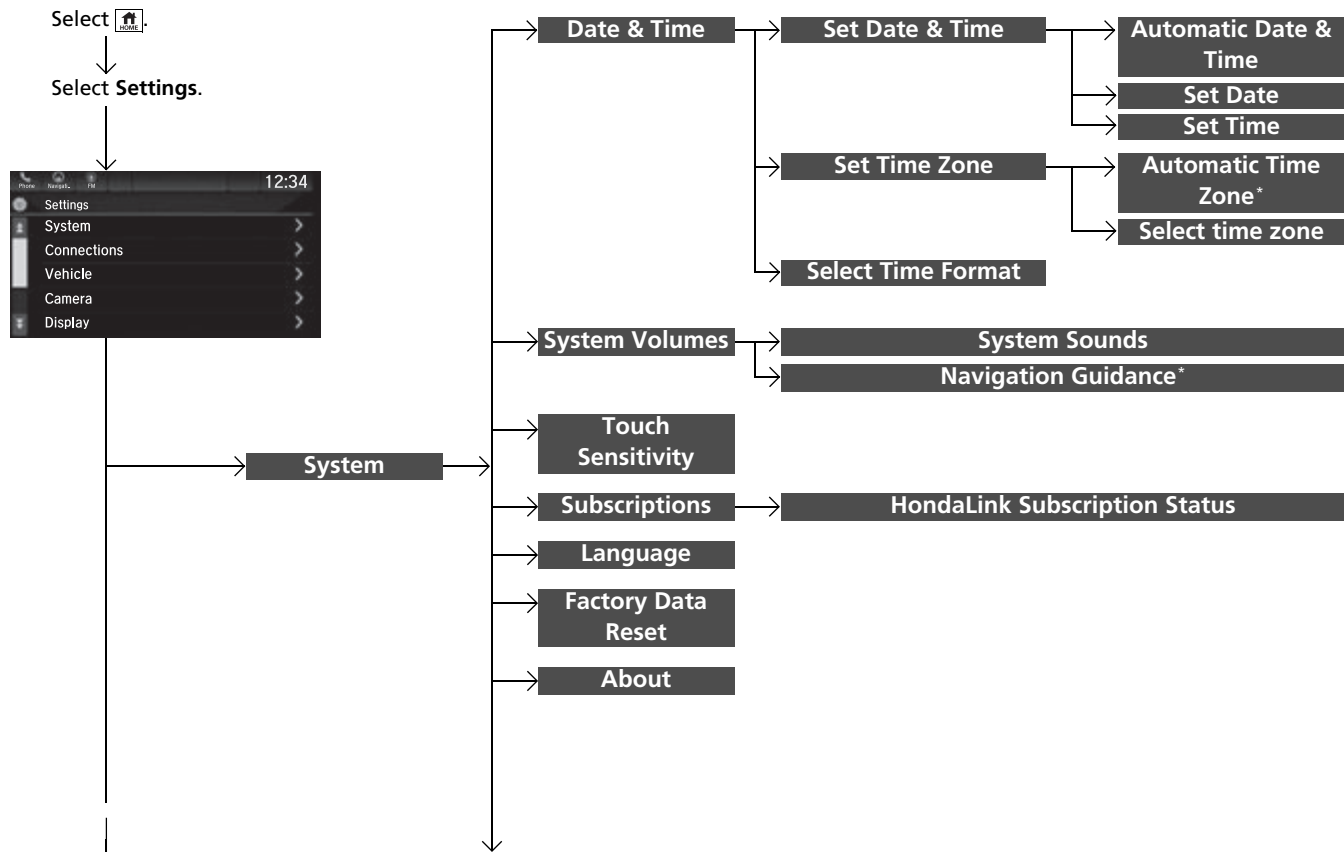 Select HOME.
Select Settings.
Phone Navigati.. FM 12:34
Settings
System
Connections
Vehicle
Camera
Display
System
Date & Time
Set Date & Time
Automatic Date &
Time
Set Date
Set Time
Set Time Zone
Automatic Time
Zone*
Select time zone
Select Time Format
System Volumes
System Sounds
Navigation Guidance*
Touch
Sensitivity
Subscriptions
HondaLink Subscription Status
Language
Factory Data
Reset
About